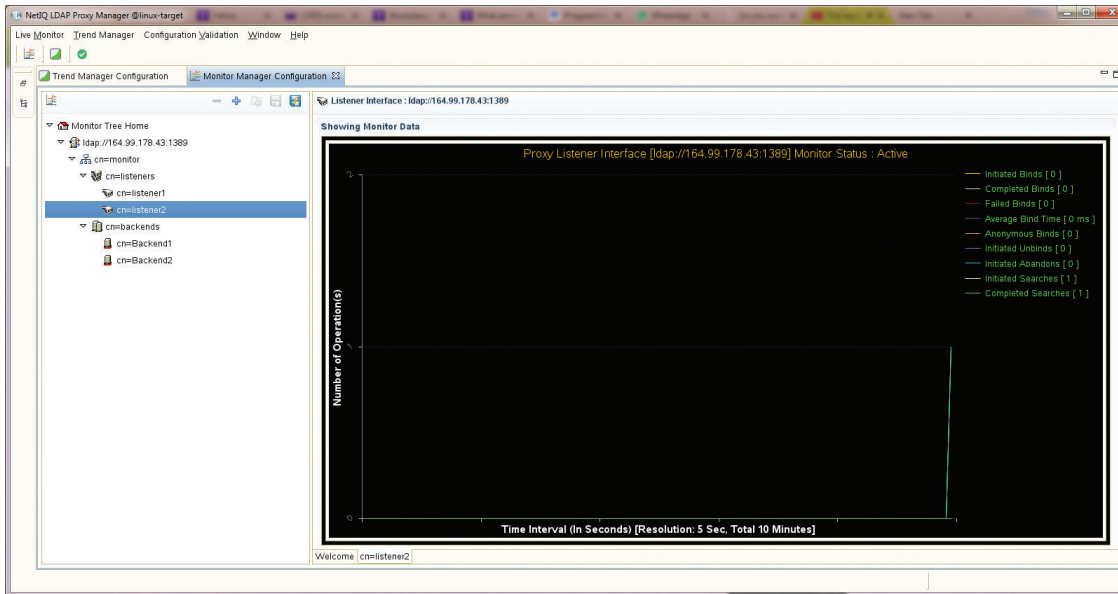 NetIQ LDAP Proxy Manager @linux-target
Live Monitor Trend Manager Configuration Validation Window Help
Trend Manager Configuration
Monitor Manager Configuration
Listener Interface : ldap://164.99.178.43:1389
Showing Monitor Data
Monitor Tree Home
ldap://164.99.178.43:1389
cn=monitor
cn=listeners
cn=listener1
cn=listener2
cn=backends
cn=Backend1
cn=Backend2
Proxy Listener Interface [ldap://164.99.178.43:1389] Monitor Status : Active
2
1
0
Number of Operation(s)
Initiated Binds [ 0 ]
Completed Binds [ 0 ]
Failed Binds [ 0 ]
Average Bind Time [ 0 ms ]
Anonymous Binds [ 0 ]
Initiated Unbinds [ 0 ]
Initiated Abandons [ 0 ]
Initiated Searches [ 1 ]
Completed Searches [ 1 ]
Time Interval (In Seconds) [Resolution: 5 Sec, Total 10 Minutes]
Welcome cn=listener2